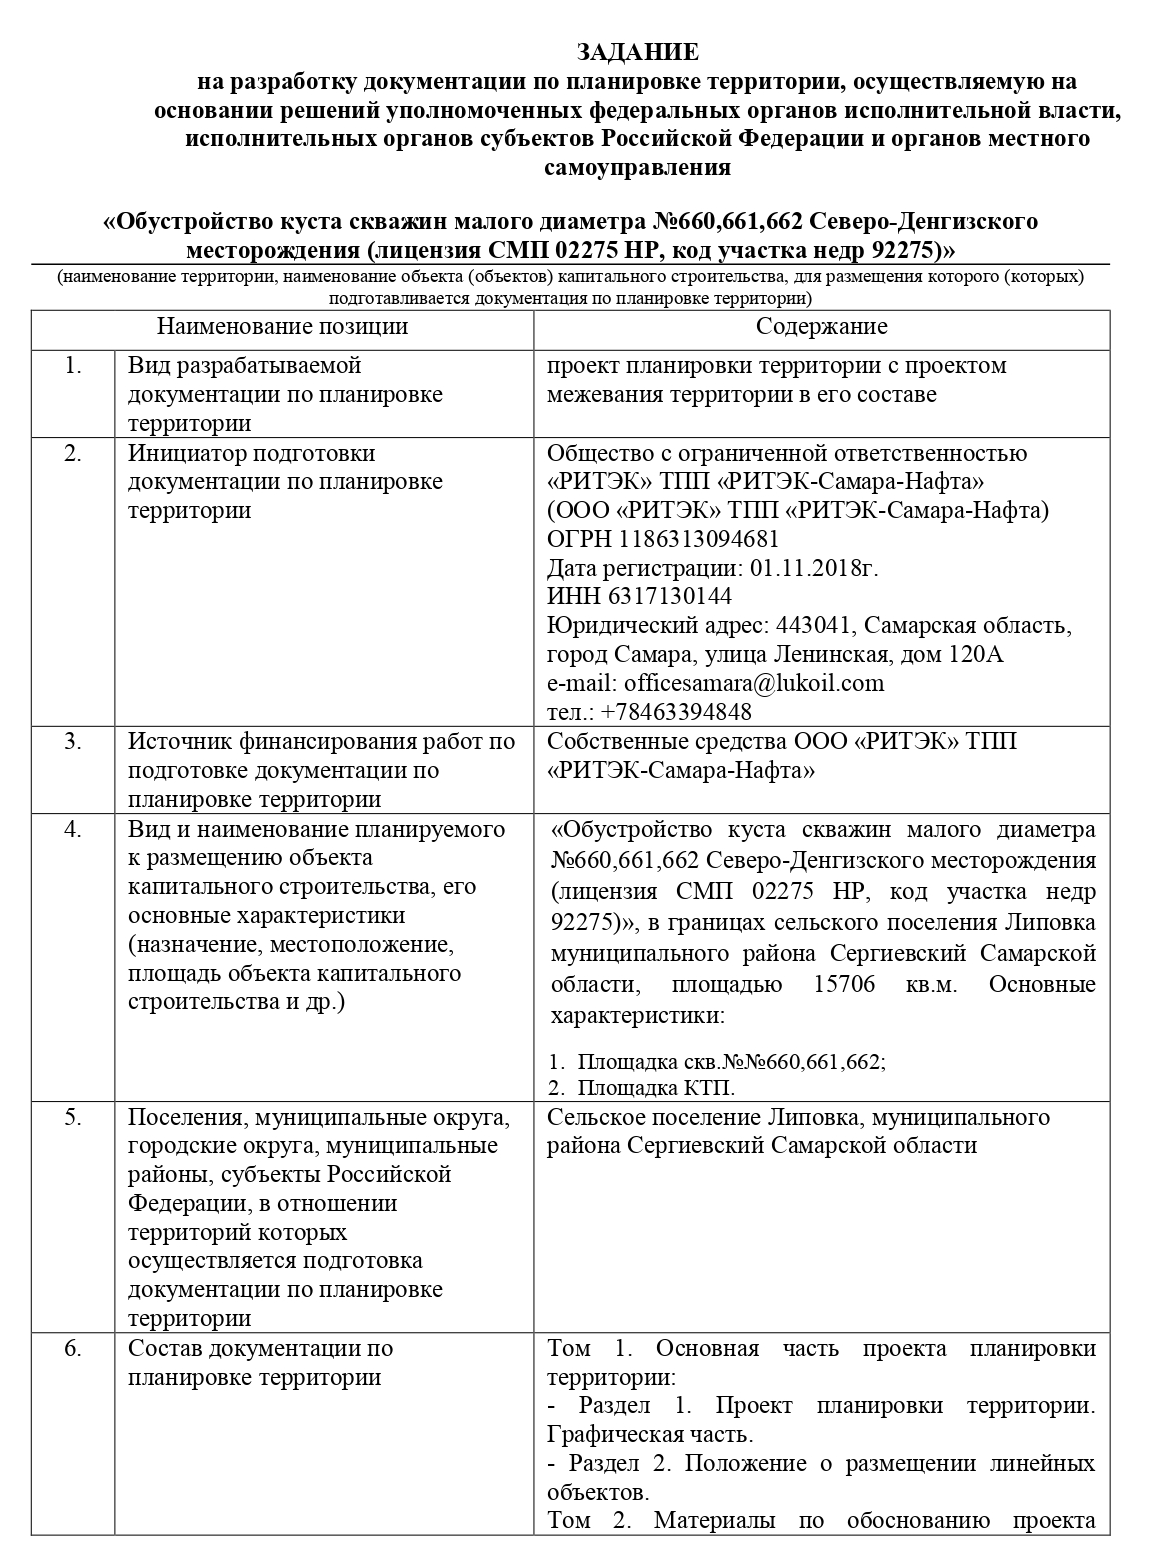 ЗАДАНИЕ
на разработку документации по планировке территории, осуществляемую на
основании решений уполномоченных федеральных органов исполнительной власти,
исполнительных органов субъектов Российской Федерации и органов местного
самоуправления
«Обустройство куста скважин малого диаметра №660,661,662 Северо-Денгизского
месторождения (лицензия СМП 02275 НР, код участка недр 92275)»
(наименование территории, наименование объекта (объектов) капитального строительства, для размещения которого (которых)
подготавливается документация по планировке территории)
Наименование позиции
Содержание
1.
Вид разрабатываемой
документации по планировке
территории
проект планировки территории с проектом
межевания территории в его составе
2.
Инициатор подготовки
документации по планировке
территории
Общество с ограниченной ответственностью
«РИТЭК» ТПП «РИТЭК-Самара-Нафта»
(ООО «РИТЭК» ТПП «РИТЭК-Самара-Нафта)
ОГРН 1186313094681
Дата регистрации: 01.11.2018г.
ИНН 6317130144
Юридический адрес: 443041, Самарская область,
город Самара, улица Ленинская, дом 120А
e-mail: officesamara@lukoil.com
тел.: +78463394848
3.
Источник финансирования работ по
подготовке документации по
планировке территории
Собственные средства ООО «РИТЭК» ТПП
«РИТЭК-Самара-Нафта»
4.
Вид и наименование планируемого
к размещению объекта
капитального строительства, его
основные характеристики
(назначение, местоположение,
площадь объекта капитального
строительства и др.)
«Обустройство куста скважин малого диаметра
№660,661,662 Северо-Денгизского месторождения
(лицензия СМП 02275 НР, код участка недр
92275)», в границах сельского поселения Липовка
муниципального района Сергиевский Самарской
области, площадью 15706 кв.м. Основные
характеристики:
1. Площадка скв.№№660,661,662;
2. Площадка КТП.
5.
Поселения, муниципальные округа,
городские округа, муниципальные
районы, субъекты Российской
Федерации, в отношении
территорий которых
осуществляется подготовка
документации по планировке
территории
Сельское поселение Липовка, муниципального
района Сергиевский Самарской области
6.
Состав документации по
планировке территории
Том 1. Основная часть проекта планировки
территории:
- Раздел 1. Проект планировки территории.
Графическая часть.
- Раздел 2. Положение о размещении линейных
объектов.
Том 2. Материалы по обоснованию проекта